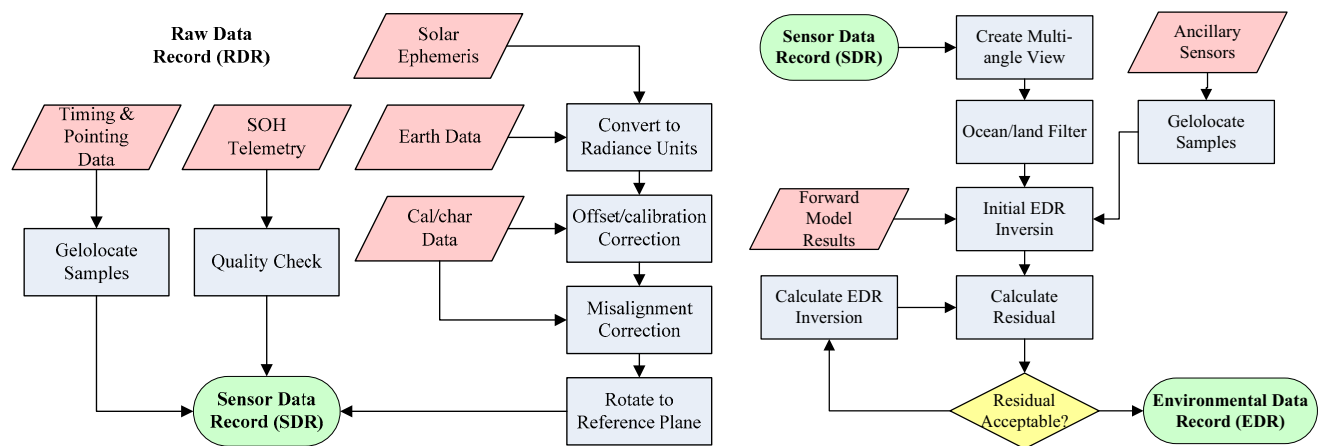 Raw Data
Record (RDR)
Solar
Ephemeris
Timing &
Pointing
Data
SOH
Telemetry
Earth Data
Convert to
Radiance Units
Cal/char
Data
Offset/calibration
Correction
Gelolocate
Samples
Quality Check
Misalignment
Correction
Sensor Data
Record (SDR)
Rotate to
Reference Plane
Sensor Data
Record (SDR)
Create Multi-
angle View
Ancillary
Sensors
Ocean/land Filter
Gelolocate
Samples
Forward
Model
Results
Initial EDR
Inversin
Calculate EDR
Inversion
Calculate
Residual
Residual
Acceptable?
Environmental Data
Record (EDR)